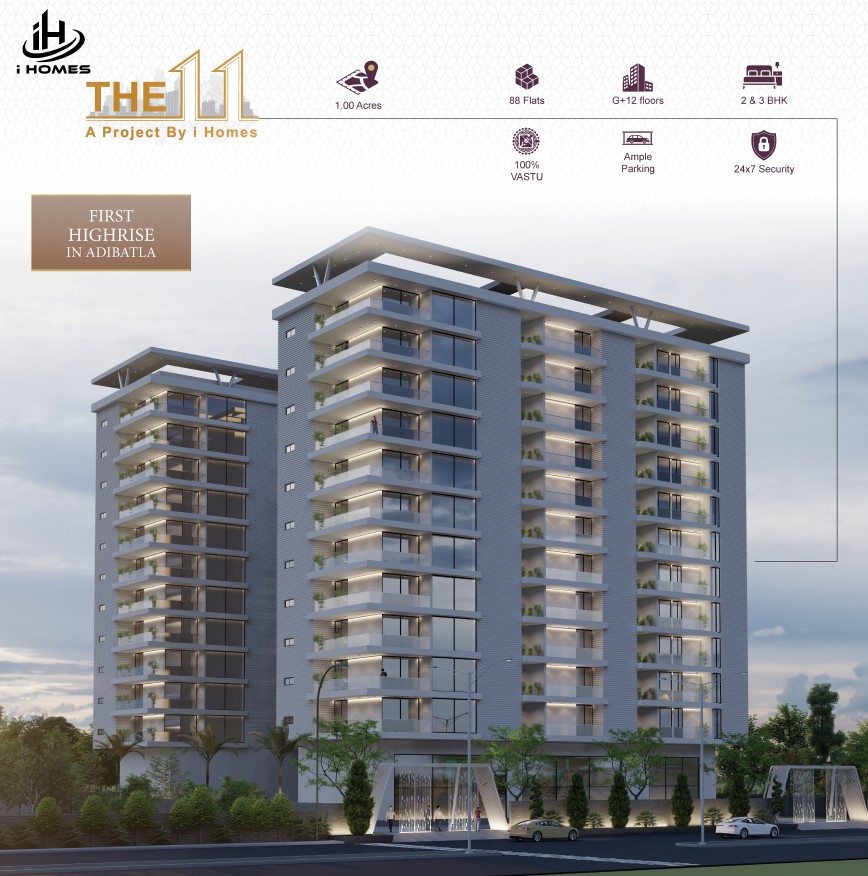 iH
i HOMES
THE 11
A Project By i Homes
1.00 Acres
88 Flats
G+12 floors
2 & 3 BHK
100%
VASTU
Ample
Parking
24x7 Security
FIRST
HIGHRISE
IN ADIBATLA